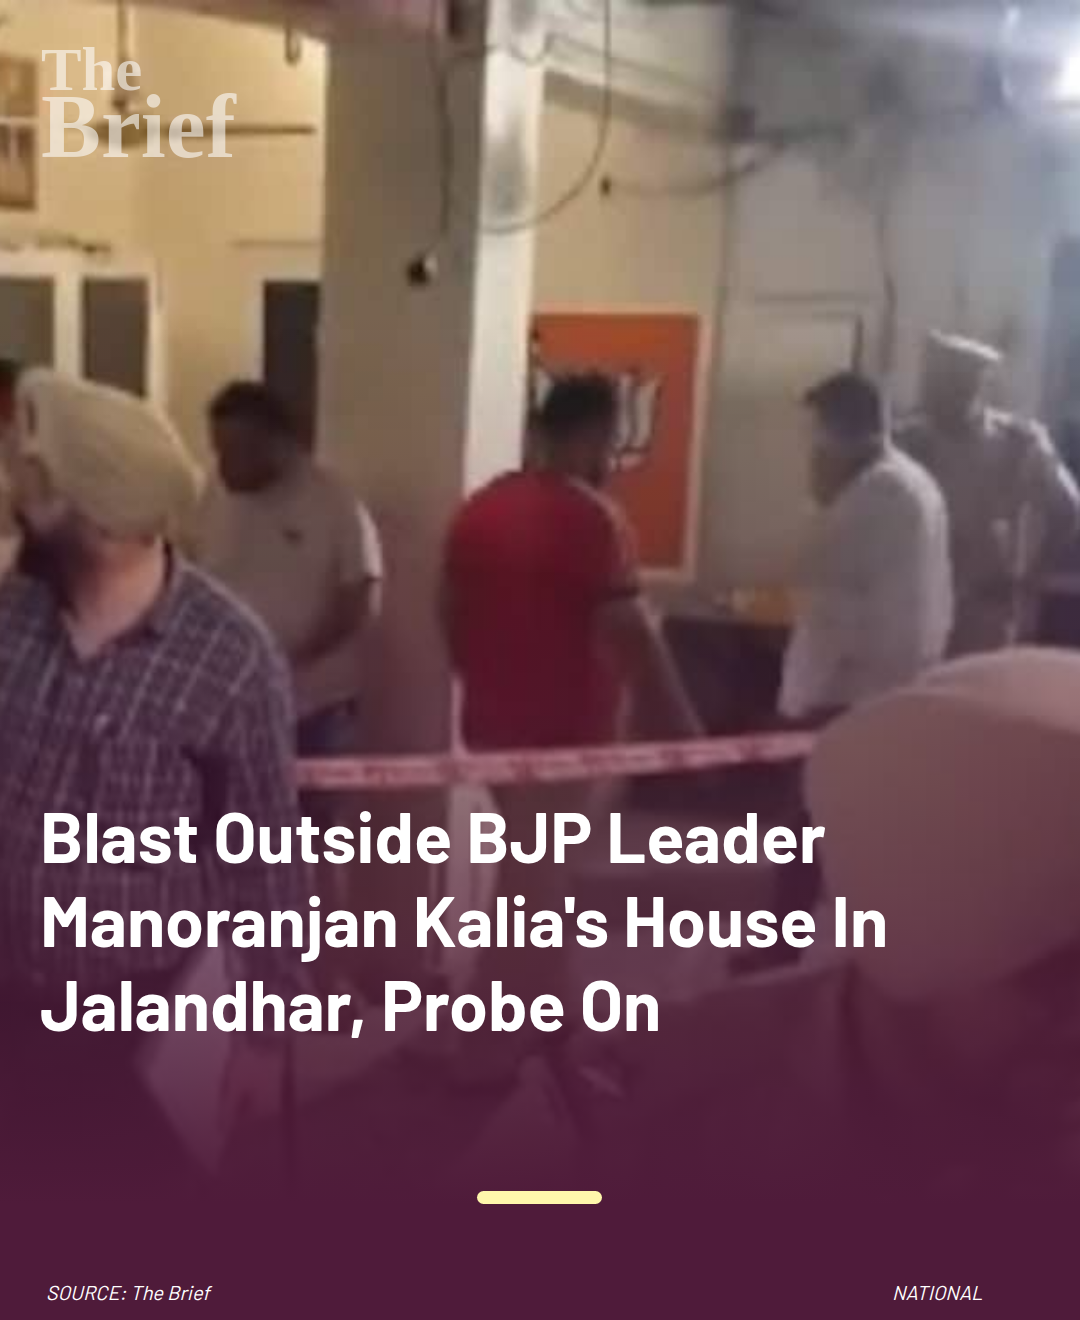 The
Brief
Blast Outside BJP Leader
Manoranjan Kalia's House In
Jalandhar, Probe On
SOURCE: The Brief
NATIONAL